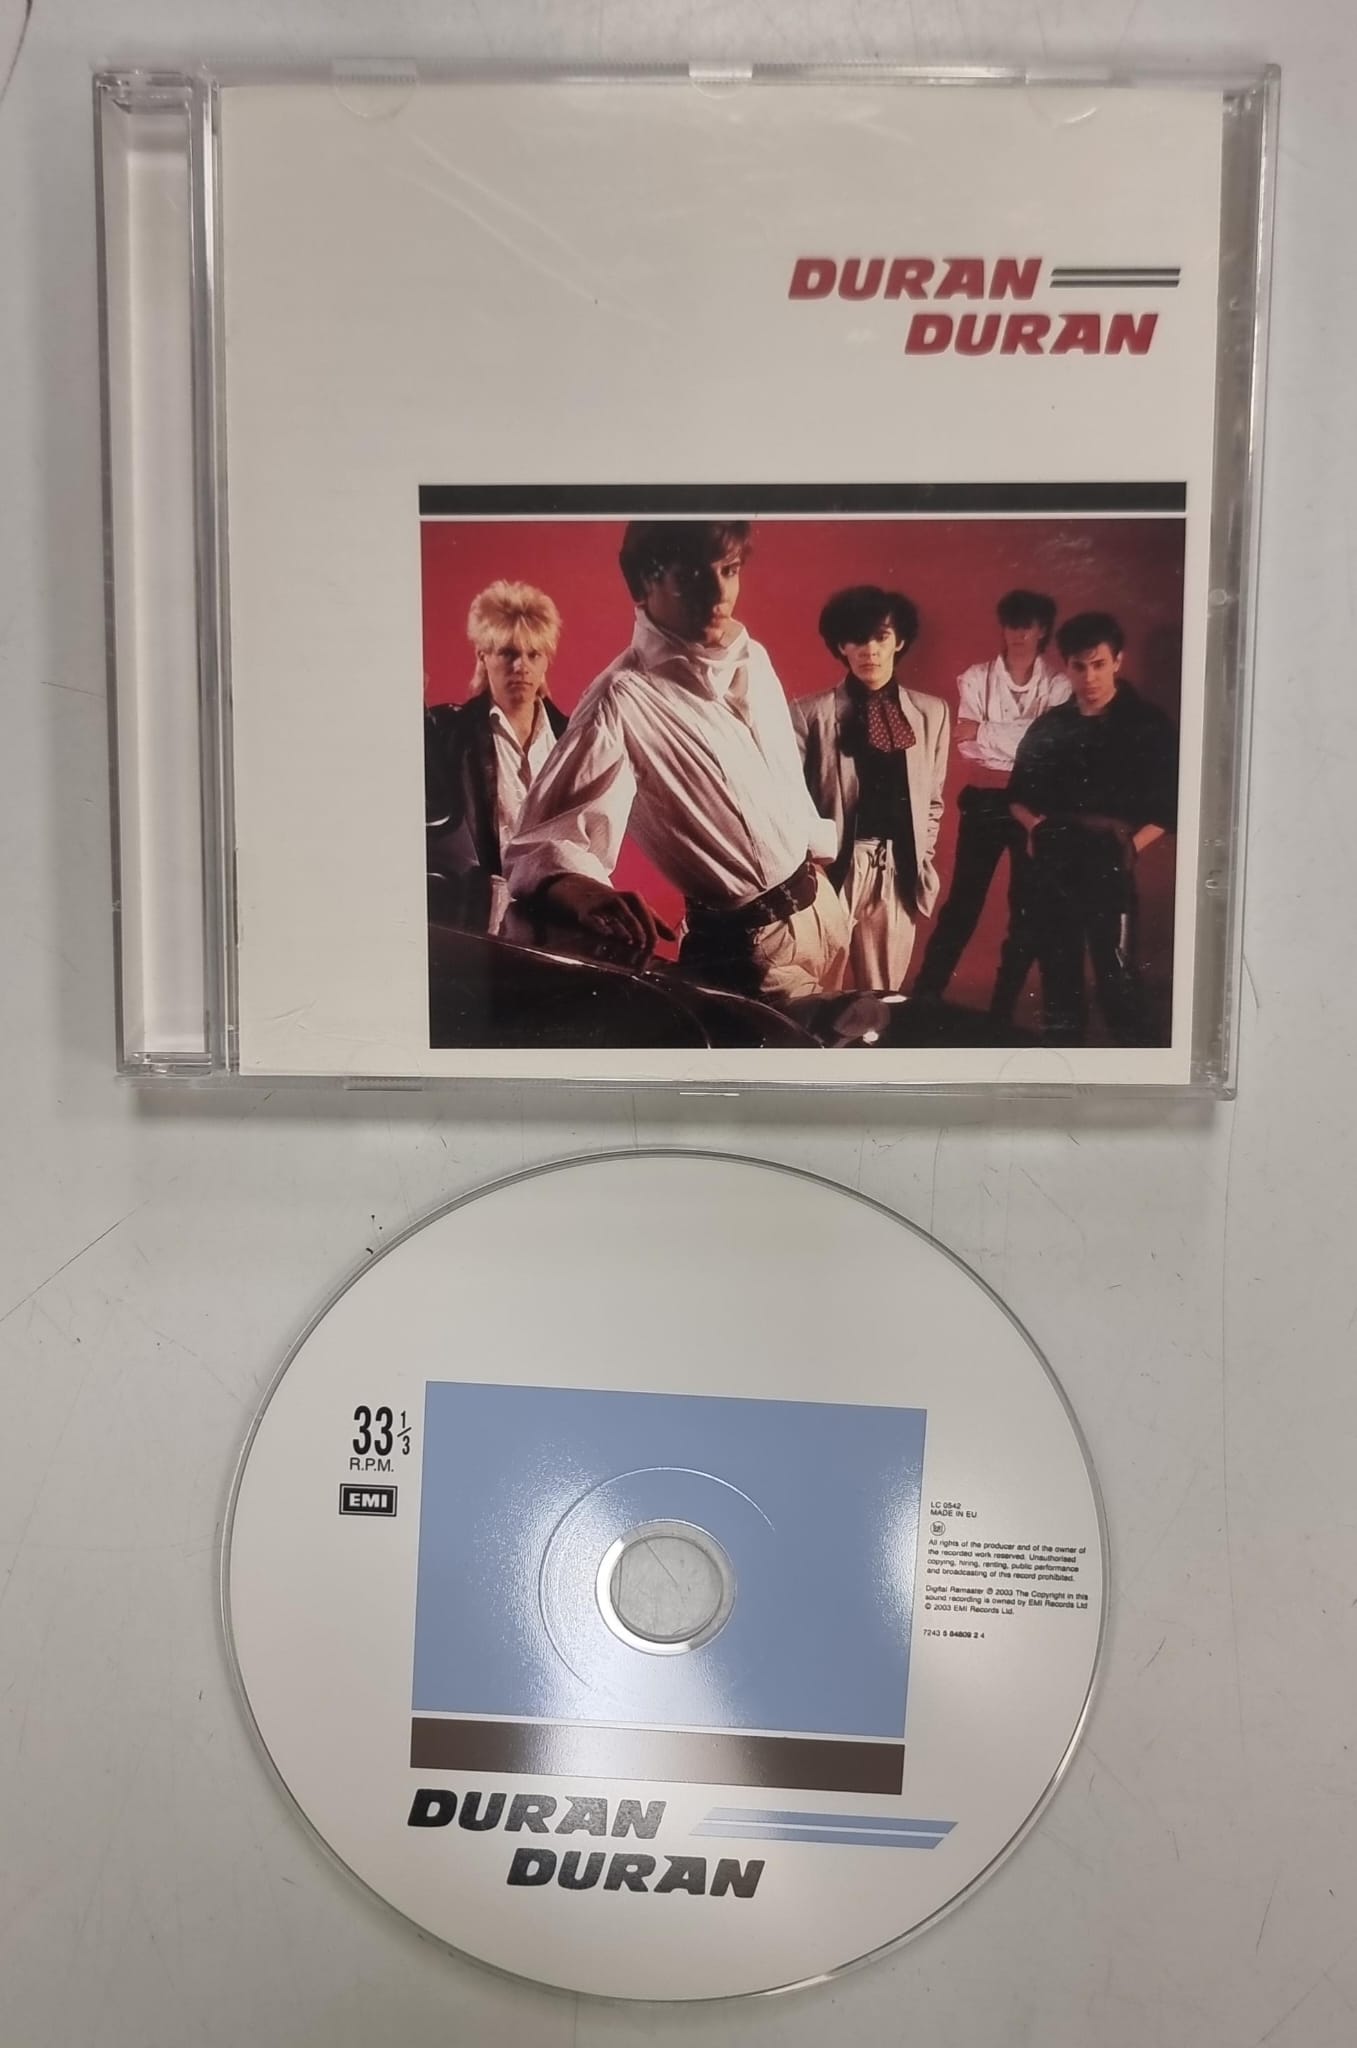 DURAN
DURAN
33 1/3
R.P.M.
EMI
LC 0542
MADE IN EU
All rights of the producer and of the owner of
the recorded work reserved. Unauthorised
copying, hiring, renting, public performance
and broadcasting of this record prohibited.
Digital Remaster ℗ 2003 The Copyright in this
sound recording is owned by EMI Records Ltd
© 2003 EMI Records Ltd.
7243 5 84809 2 4
DURAN
DURAN